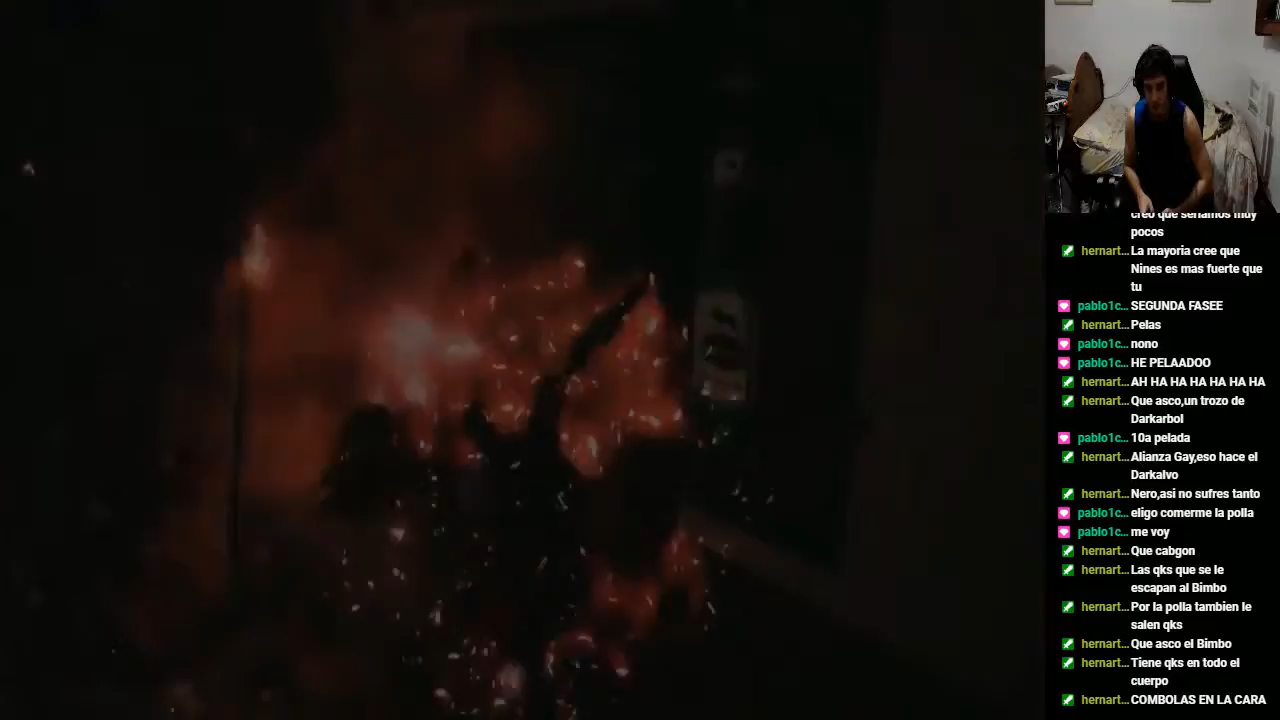 creo que seriamos muy
pocos
hernart... La mayoria cree que
Nines es mas fuerte que
tu
pablo1c... SEGUNDA FASEE
hernart... Pelas
pablo1c... nono
pablo1c... HE PELAADOO
hernart... AH HA HA HA HA HA HA
hernart... Que asco,un trozo de
Darkarbol
pablo1c... 10a pelada
hernart... Alianza Gay,eso hace el
Darkalvo
hernart... Nero,asi no sufres tanto
pablo1c... eligo comerme la polla
pablo1c... me voy
hernart... Que cabgon
hernart... Las qks que se le
escapan al Bimbo
hernart... Por la polla tambien le
salen qks
hernart... Que asco el Bimbo
hernart... Tiene qks en todo el
cuerpo
hernart... COMBOLAS EN LA CARA